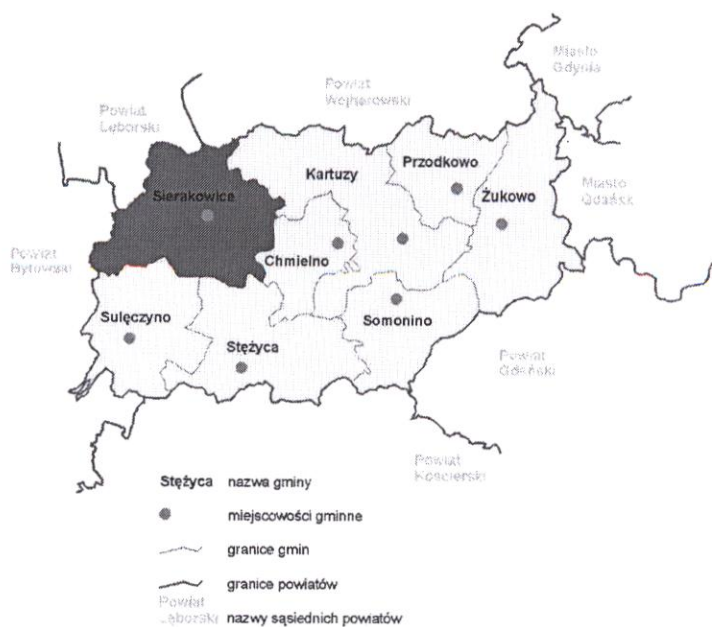 Miasto
Gdynia
Powiat
Wejherowski
Powiat
Lęborski
Przodkowo
Kartuzy
Miasto
Gdańsk
Żukowo
Sierakowice
Powiat
Bytowski
Chmielno
Sulęczyno
Somonino
Stężyca
Powiat
Gdański
Powiat
Kościerski
Stężyca nazwa gminy
miejscowości gminne
granice gmin
granice powiatów
Powiat
Lęborski nazwy sąsiednich powiatów